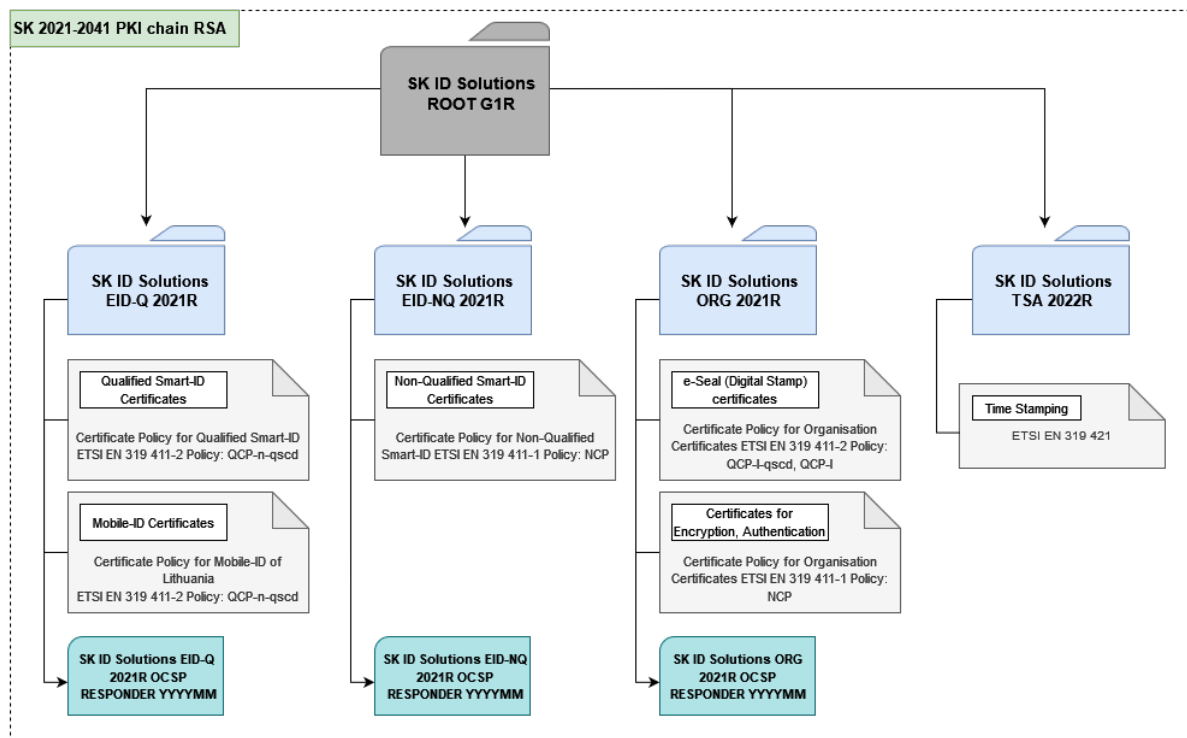 SK 2021-2041 PKI chain RSA
SK ID Solutions
ROOT G1R
SK ID Solutions
EID-Q 2021R
SK ID Solutions
EID-NQ 2021R
SK ID Solutions
ORG 2021R
SK ID Solutions
TSA 2022R
Qualified Smart-ID
Certificates
Certificate Policy for Qualified Smart-ID
ETSI EN 319 411-2 Policy: QCP-n-qscd
Non-Qualified Smart-ID
Certificates
Certificate Policy for Non-Qualified
Smart-ID ETSI EN 319 411-1 Policy: NCP
e-Seal (Digital Stamp)
certificates
Certificate Policy for Organisation
Certificates ETSI EN 319 411-2 Policy:
QCP-l-qscd, QCP-l
Time Stamping
ETSI EN 319 421
Mobile-ID Certificates
Certificate Policy for Mobile-ID of
Lithuania
ETSI EN 319 411-2 Policy: QCP-n-qscd
Certificates for
Encryption, Authentication
Certificate Policy for Organisation
Certificates ETSI EN 319 411-1 Policy:
NCP
SK ID Solutions EID-Q
2021R OCSP
RESPONDER YYYYMM
SK ID Solutions EID-NQ
2021R OCSP
RESPONDER YYYYMM
SK ID Solutions ORG
2021R OCSP
RESPONDER YYYYMM